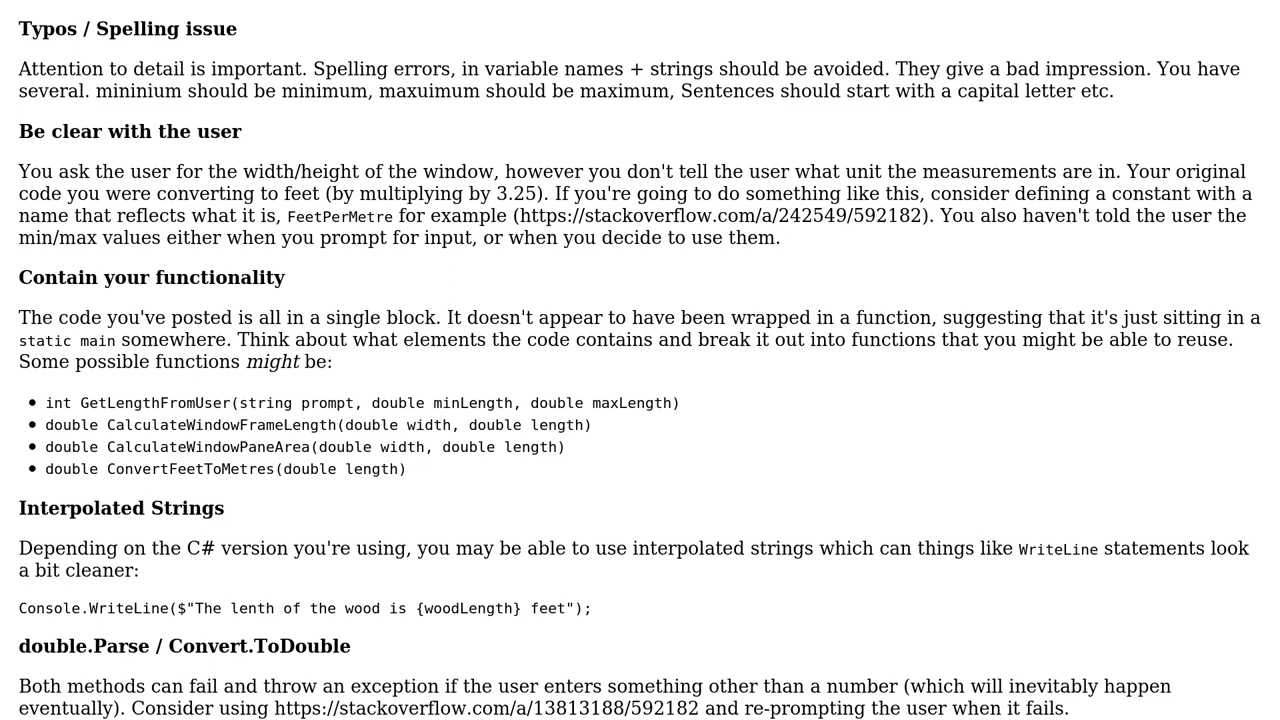 Typos / Spelling issue
Attention to detail is important. Spelling errors, in variable names + strings should be avoided. They give a bad impression. You have
several. mininium should be minimum, maxuimum should be maximum, Sentences should start with a capital letter etc.
Be clear with the user
You ask the user for the width/height of the window, however you don't tell the user what unit the measurements are in. Your original
code you were converting to feet (by multiplying by 3.25). If you're going to do something like this, consider defining a constant with a
name that reflects what it is, FeetPerMetre for example (https://stackoverflow.com/a/242549/592182). You also haven't told the user the
min/max values either when you prompt for input, or when you decide to use them.
Contain your functionality
The code you've posted is all in a single block. It doesn't appear to have been wrapped in a function, suggesting that it's just sitting in a
static main somewhere. Think about what elements the code contains and break it out into functions that you might be able to reuse.
Some possible functions might be:
• int GetLengthFromUser(string prompt, double minLength, double maxLength)
• double CalculateWindowFrameLength(double width, double length)
• double CalculateWindowPaneArea(double width, double length)
• double ConvertFeetToMetres(double length)
Interpolated Strings
Depending on the C# version you're using, you may be able to use interpolated strings which can things like WriteLine statements look
a bit cleaner:
Console.WriteLine($"The lenth of the wood is {woodLength} feet");
double.Parse / Convert.ToDouble
Both methods can fail and throw an exception if the user enters something other than a number (which will inevitably happen
eventually). Consider using https://stackoverflow.com/a/13813188/592182 and re-prompting the user when it fails.